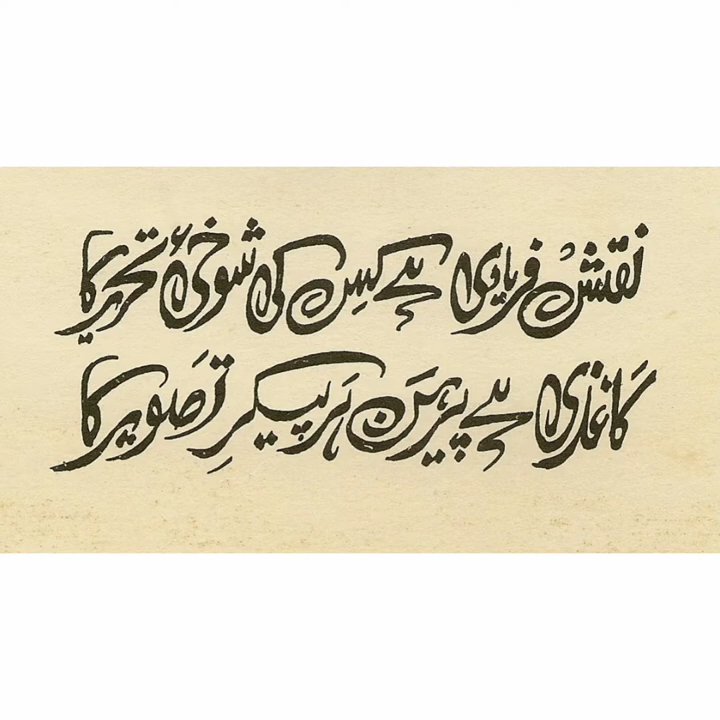 نقش فریادی ہے کس کی شوخیٔ تحریر کا
کاغذی ہے پیرہن ہر پیکرِ تصویر کا